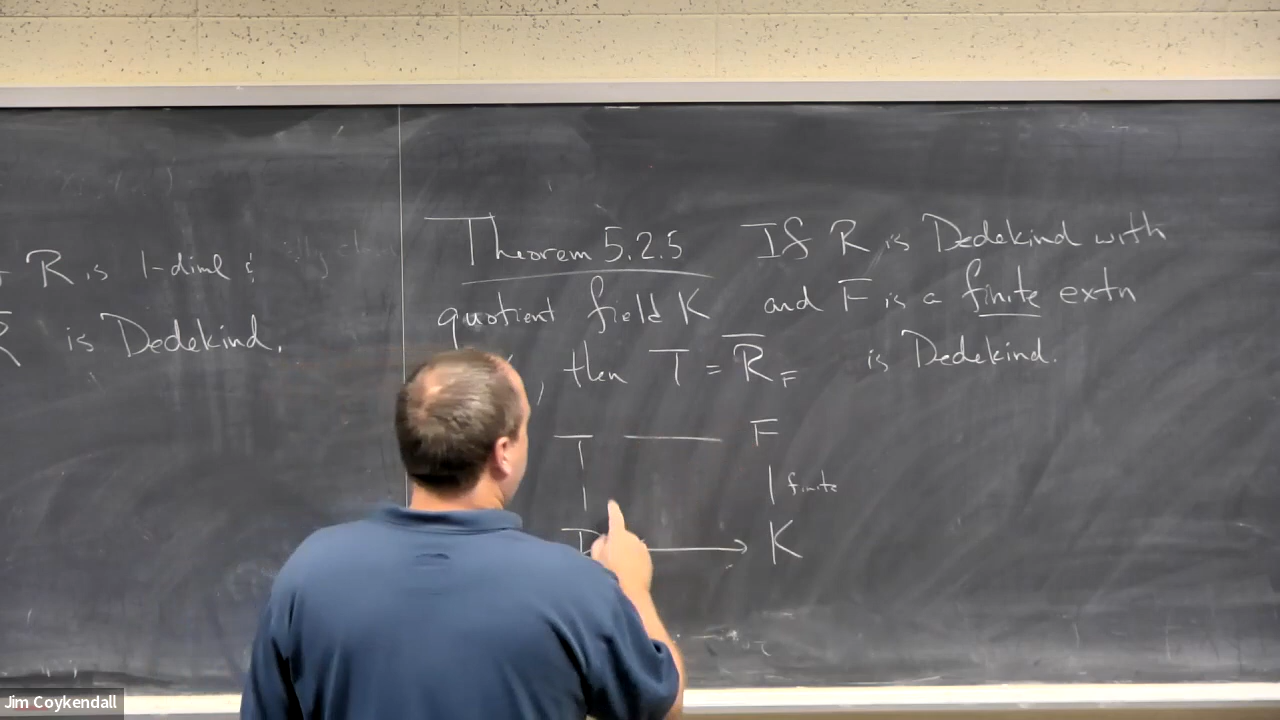 R is 1-diml &
R̅ is Dedekind.
Theorem 5.2.5 If R is Dedekind with
quotient field K and F is a finite extn
, then T = R̅_F is Dedekind.
T F
finite
R K
Jim Coykendall